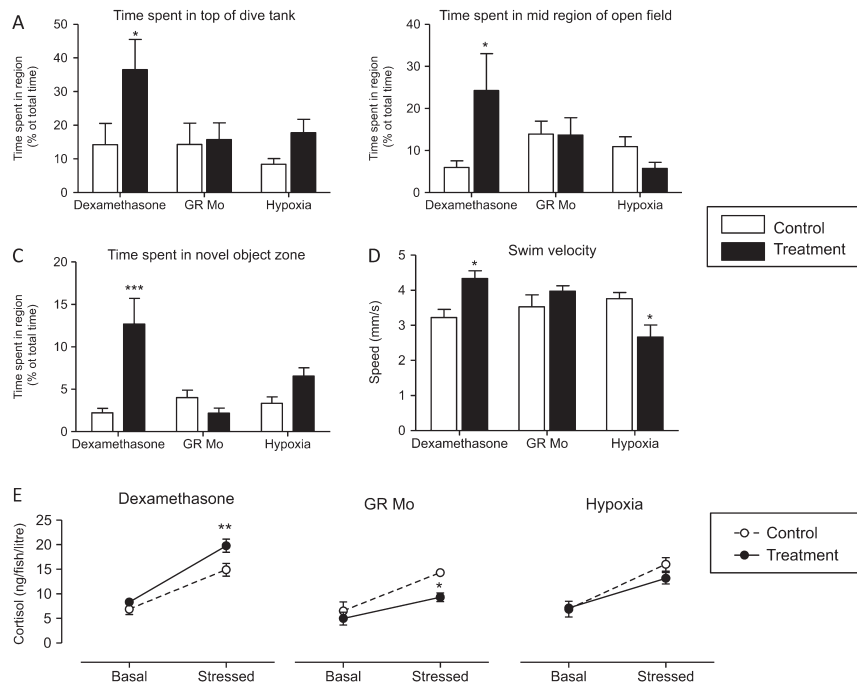 A
Time spent in top of dive tank
Time spent in region
(% ot total time)
50
40
30
20
10
0
*
Dexamethasone
GR Mo
Hypoxia
Time spent in mid region of open field
Time spent in region
(% ot total time)
40
30
20
10
0
*
Dexamethasone
GR Mo
Hypoxia
Control
Treatment
C
Time spent in novel object zone
Time spent in region
(% ot total time)
20
15
10
5
0
***
Dexamethasone
GR Mo
Hypoxia
D
Swim velocity
Speed (mm/s)
5
4
3
2
1
0
*
*
Dexamethasone
GR Mo
Hypoxia
E
Dexamethasone
GR Mo
Hypoxia
Cortisol (ng/fish/litre)
25
20
15
10
5
0
**
*
Basal
Stressed
Basal
Stressed
Basal
Stressed
Control
Treatment